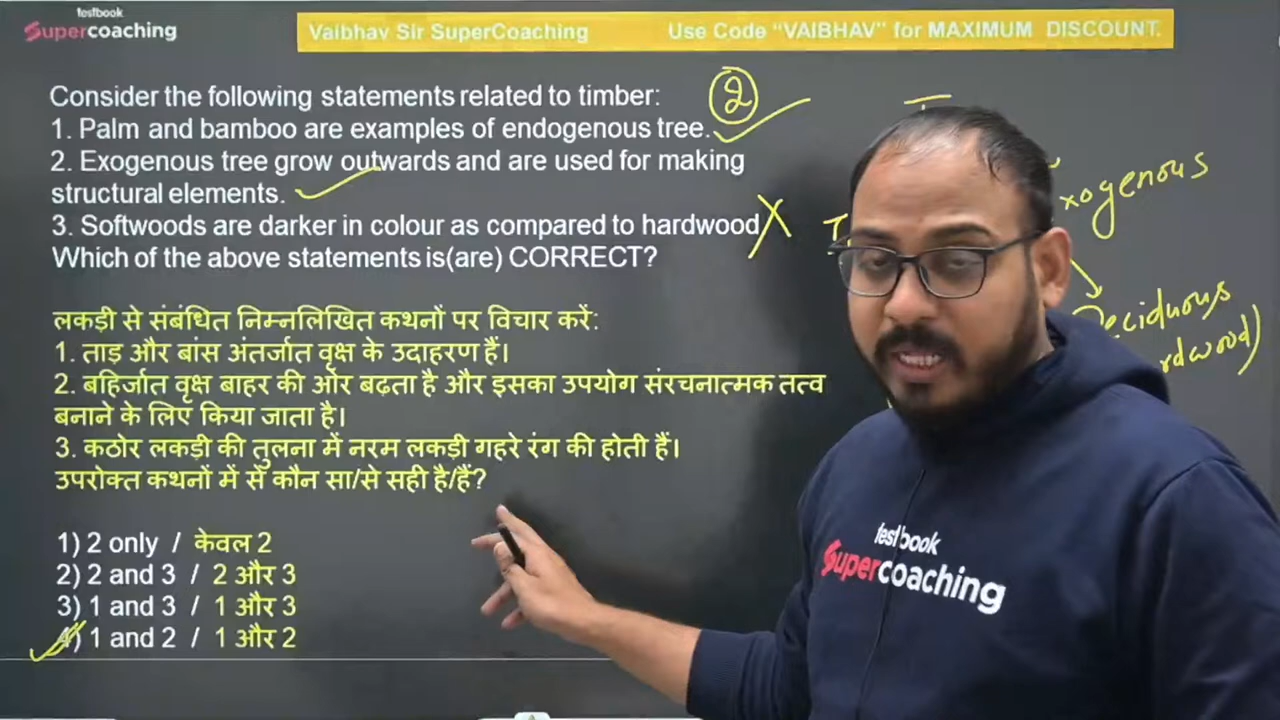 testbook
Supercoaching
Vaibhav Sir SuperCoaching Use Code “VAIBHAV” for MAXIMUM DISCOUNT.
Consider the following statements related to timber:
2
1. Palm and bamboo are examples of endogenous tree.
2. Exogenous tree grow outwards and are used for making
structural elements.
3. Softwoods are darker in colour as compared to hardwood
Which of the above statements is(are) CORRECT?
लकड़ी से संबंधित निम्नलिखित कथनों पर विचार करें:
1. ताड़ और बांस अंतर्जात वृक्ष के उदाहरण हैं।
2. बहिर्जात वृक्ष बाहर की ओर बढ़ता है और इसका उपयोग संरचनात्मक तत्व
बनाने के लिए किया जाता है।
3. कठोर लकड़ी की तुलना में नरम लकड़ी गहरे रंग की होती हैं।
उपरोक्त कथनों में से कौन सा/से सही है/हैं?
1) 2 only / केवल 2
2) 2 and 3 / 2 और 3
3) 1 and 3 / 1 और 3
4) 1 and 2 / 1 और 2
xogenous
Deciduous
rdwood)
testbook
Supercoaching